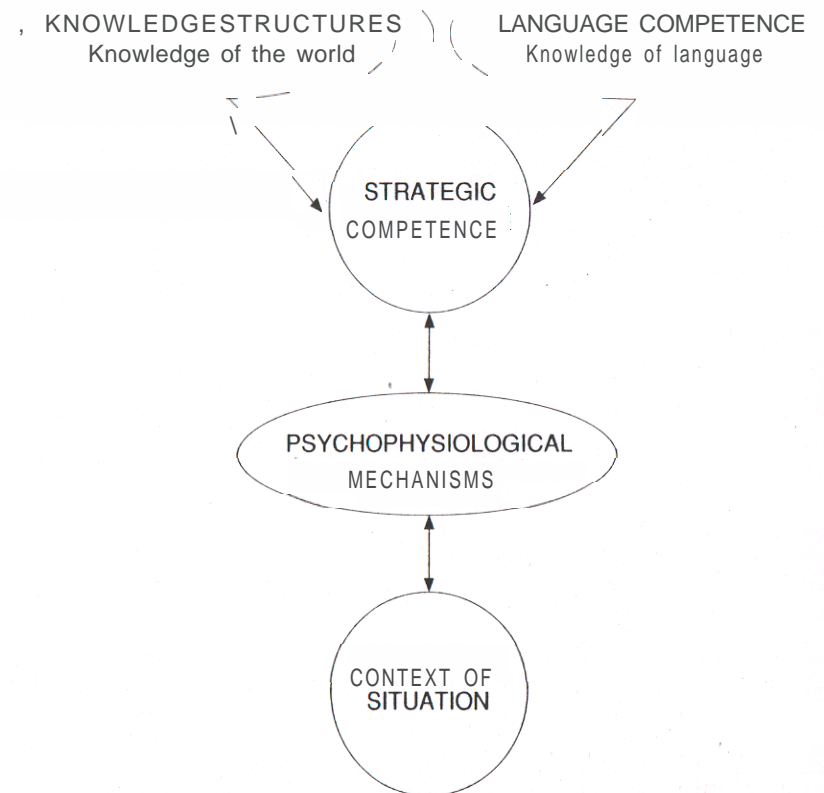 , KNOWLEDGESTRUCTURES
Knowledge of the world
LANGUAGE COMPETENCE
Knowledge of language
STRATEGIC
COMPETENCE
PSYCHOPHYSIOLOGICAL
MECHANISMS
CONTEXT OF
SITUATION